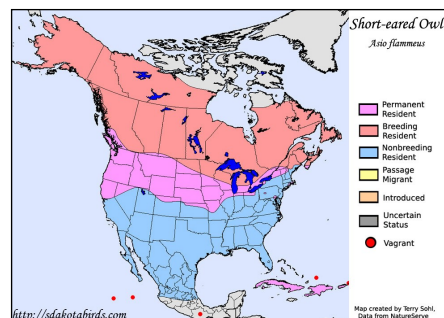 Short-eared Owl
Asio flammeus
Permanent
Resident
Breeding
Resident
Nonbreeding
Resident
Passage
Migrant
Introduced
Uncertain
Status
Vagrant
http://sdakotabirds.com
Map created by Terry Sohl,
Data from NatureServe